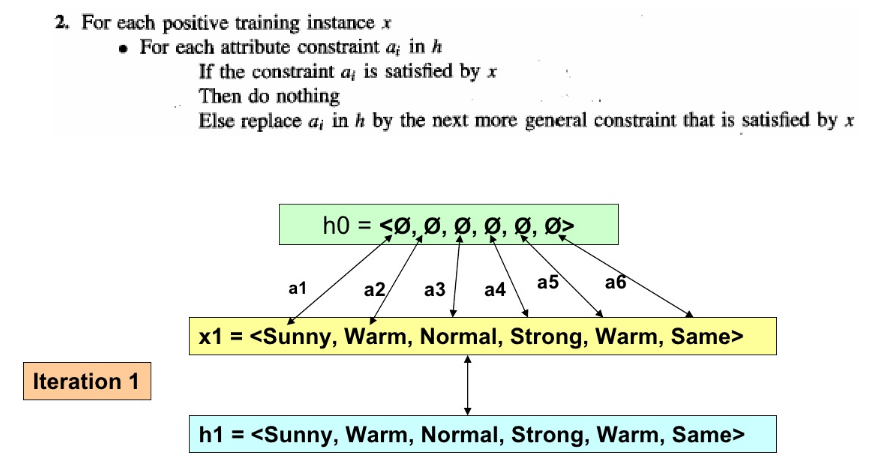 2. For each positive training instance x
• For each attribute constraint aᵢ in h
If the constraint aᵢ is satisfied by x
Then do nothing
Else replace aᵢ in h by the next more general constraint that is satisfied by x
h0 = <Ø, Ø, Ø, Ø, Ø, Ø>
a1 a2 a3 a4 a5 a6
x1 = <Sunny, Warm, Normal, Strong, Warm, Same>
Iteration 1
h1 = <Sunny, Warm, Normal, Strong, Warm, Same>